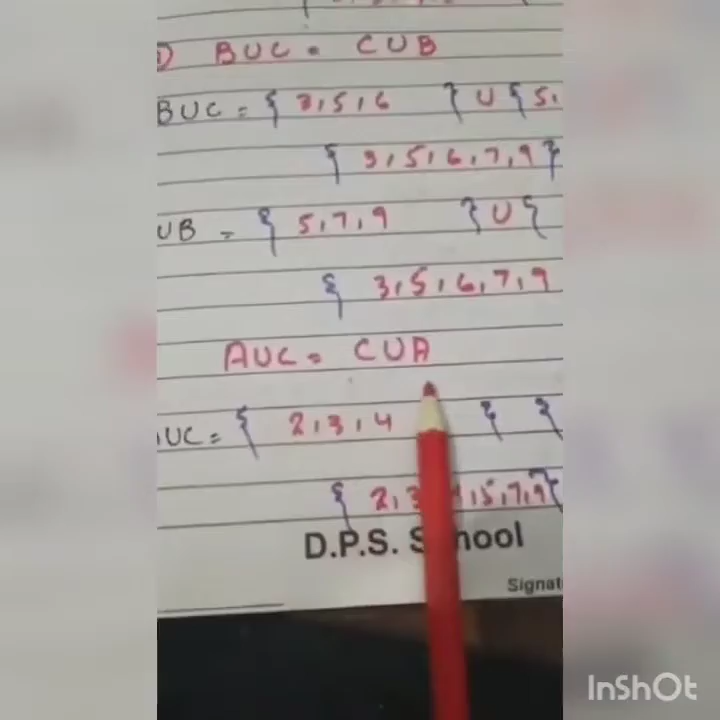 BUC = CUB
BUC = { 3,5,6 } U { 5,
{ 3,5,6,7,9 }
UB = { 5,7,9 } U {
{ 3,5,6,7,9
AUC = CUA
UC = { 2,3,4 } {
{ 2,3 ,5,7,9 }
D.P.S. School
Signat
InShOt